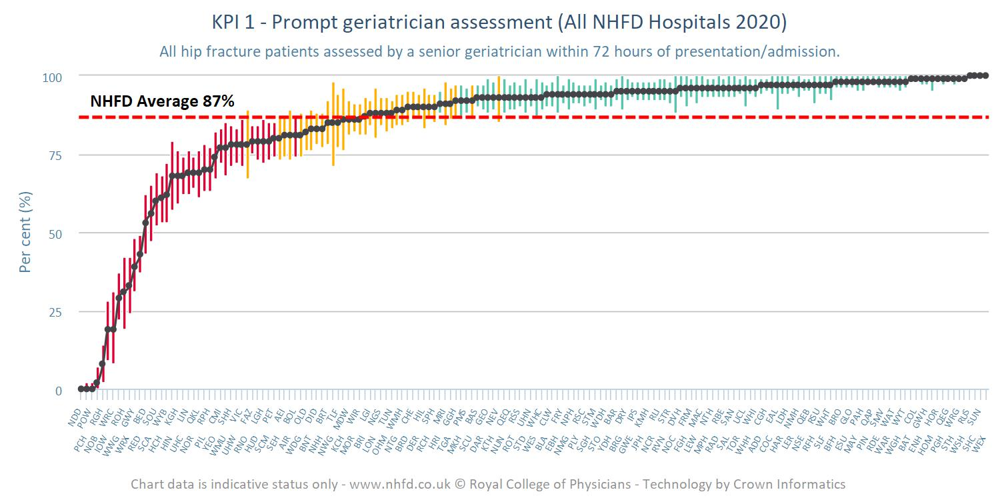 KPI 1 - Prompt geriatrician assessment (All NHFD Hospitals 2020)
All hip fracture patients assessed by a senior geriatrician within 72 hours of presentation/admission.
100
NHFD Average 87%
75
50
25
0
Per cent (%)
NDD POW RGH WRC ROH GWY BED SOU WYB KGH LIN QKL RPH CMI SHH VIC FAZ LGH PET AEI BOL OLD DID BRT TLF MDW WIR LGI NGS TUN WMH CHE HIL SPH MRI GGH PMS BAS GEO NEV QEQ RSS UHN WHC CLW FRY NPH RSC STM WDH BAR DRY IPS KMH RLI STR DVH FRM MAC NTH RBE SAN UCL WHI CGH EAL LDH NMH QEB RSU WHT BRO GLO PAH QAP SMV WAT WYT COL GWH HOR QEG WRG RUS SUN
PCH NOB IOW WWG WRX RED SCA HCH HIN UHC NOR PIL YEO WMU UHW RNO HUD SCM SEH AIR WDG BNT NHH NWG KCH MOR BRI LON OHM NTG BRD DER RCH HRI TGA MKH SCU DAR KTH NUN ROT STD WES BLA EBH NMG PLY SGH STO YDH BRG GWE JPH NCR RVN NOC FGH LEW MPH RAD SAL TOR WHH ADD COC HAR LER NSE RFH SLF BFH ESU MAY PIN RDE WAR WGH BAT ENH HOM PGH STH WSH SHC WEX
Chart data is indicative status only - www.nhfd.co.uk © Royal College of Physicians - Technology by Crown Informatics